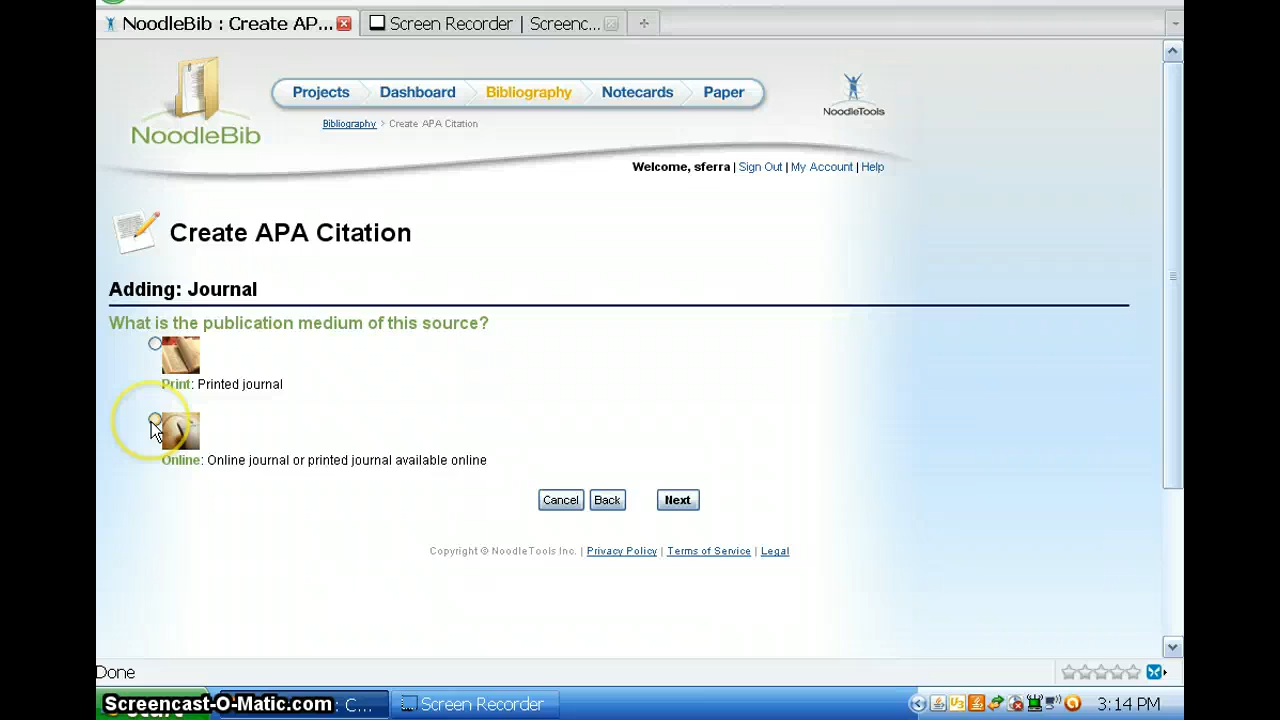 NoodleBib : Create AP...
Screen Recorder | Screenc...
Projects
Dashboard
Bibliography
Notecards
Paper
NoodleBib
NoodleTools
Bibliography > Create APA Citation
Welcome, sferra | Sign Out | My Account | Help
Create APA Citation
Adding: Journal
What is the publication medium of this source?
Print: Printed journal
Online: Online journal or printed journal available online
Cancel
Back
Next
Copyright © NoodleTools Inc. | Privacy Policy | Terms of Service | Legal
Done
Screencast-O-Matic.com
: C...
Screen Recorder
3:14 PM